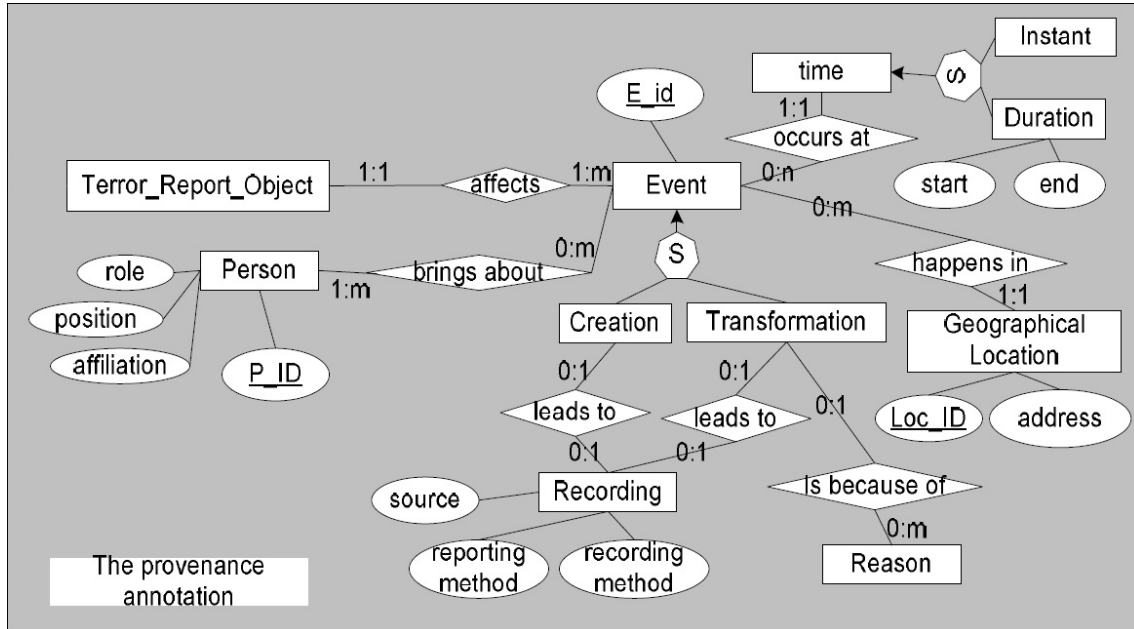 Instant
time
S
E_id
1:1
Duration
occurs at
Terror_Report_Object
1:1
affects
1:m
Event
0:n
start
end
0:m
0:m
S
role
Person
brings about
happens in
1:m
position
1:1
Creation
Transformation
Geographical
Location
affiliation
P_ID
0:1
0:1
0:1
leads to
leads to
Loc_ID
address
0:1
0:1
source
Recording
is because of
reporting
method
recording
method
0:m
Reason
The provenance
annotation